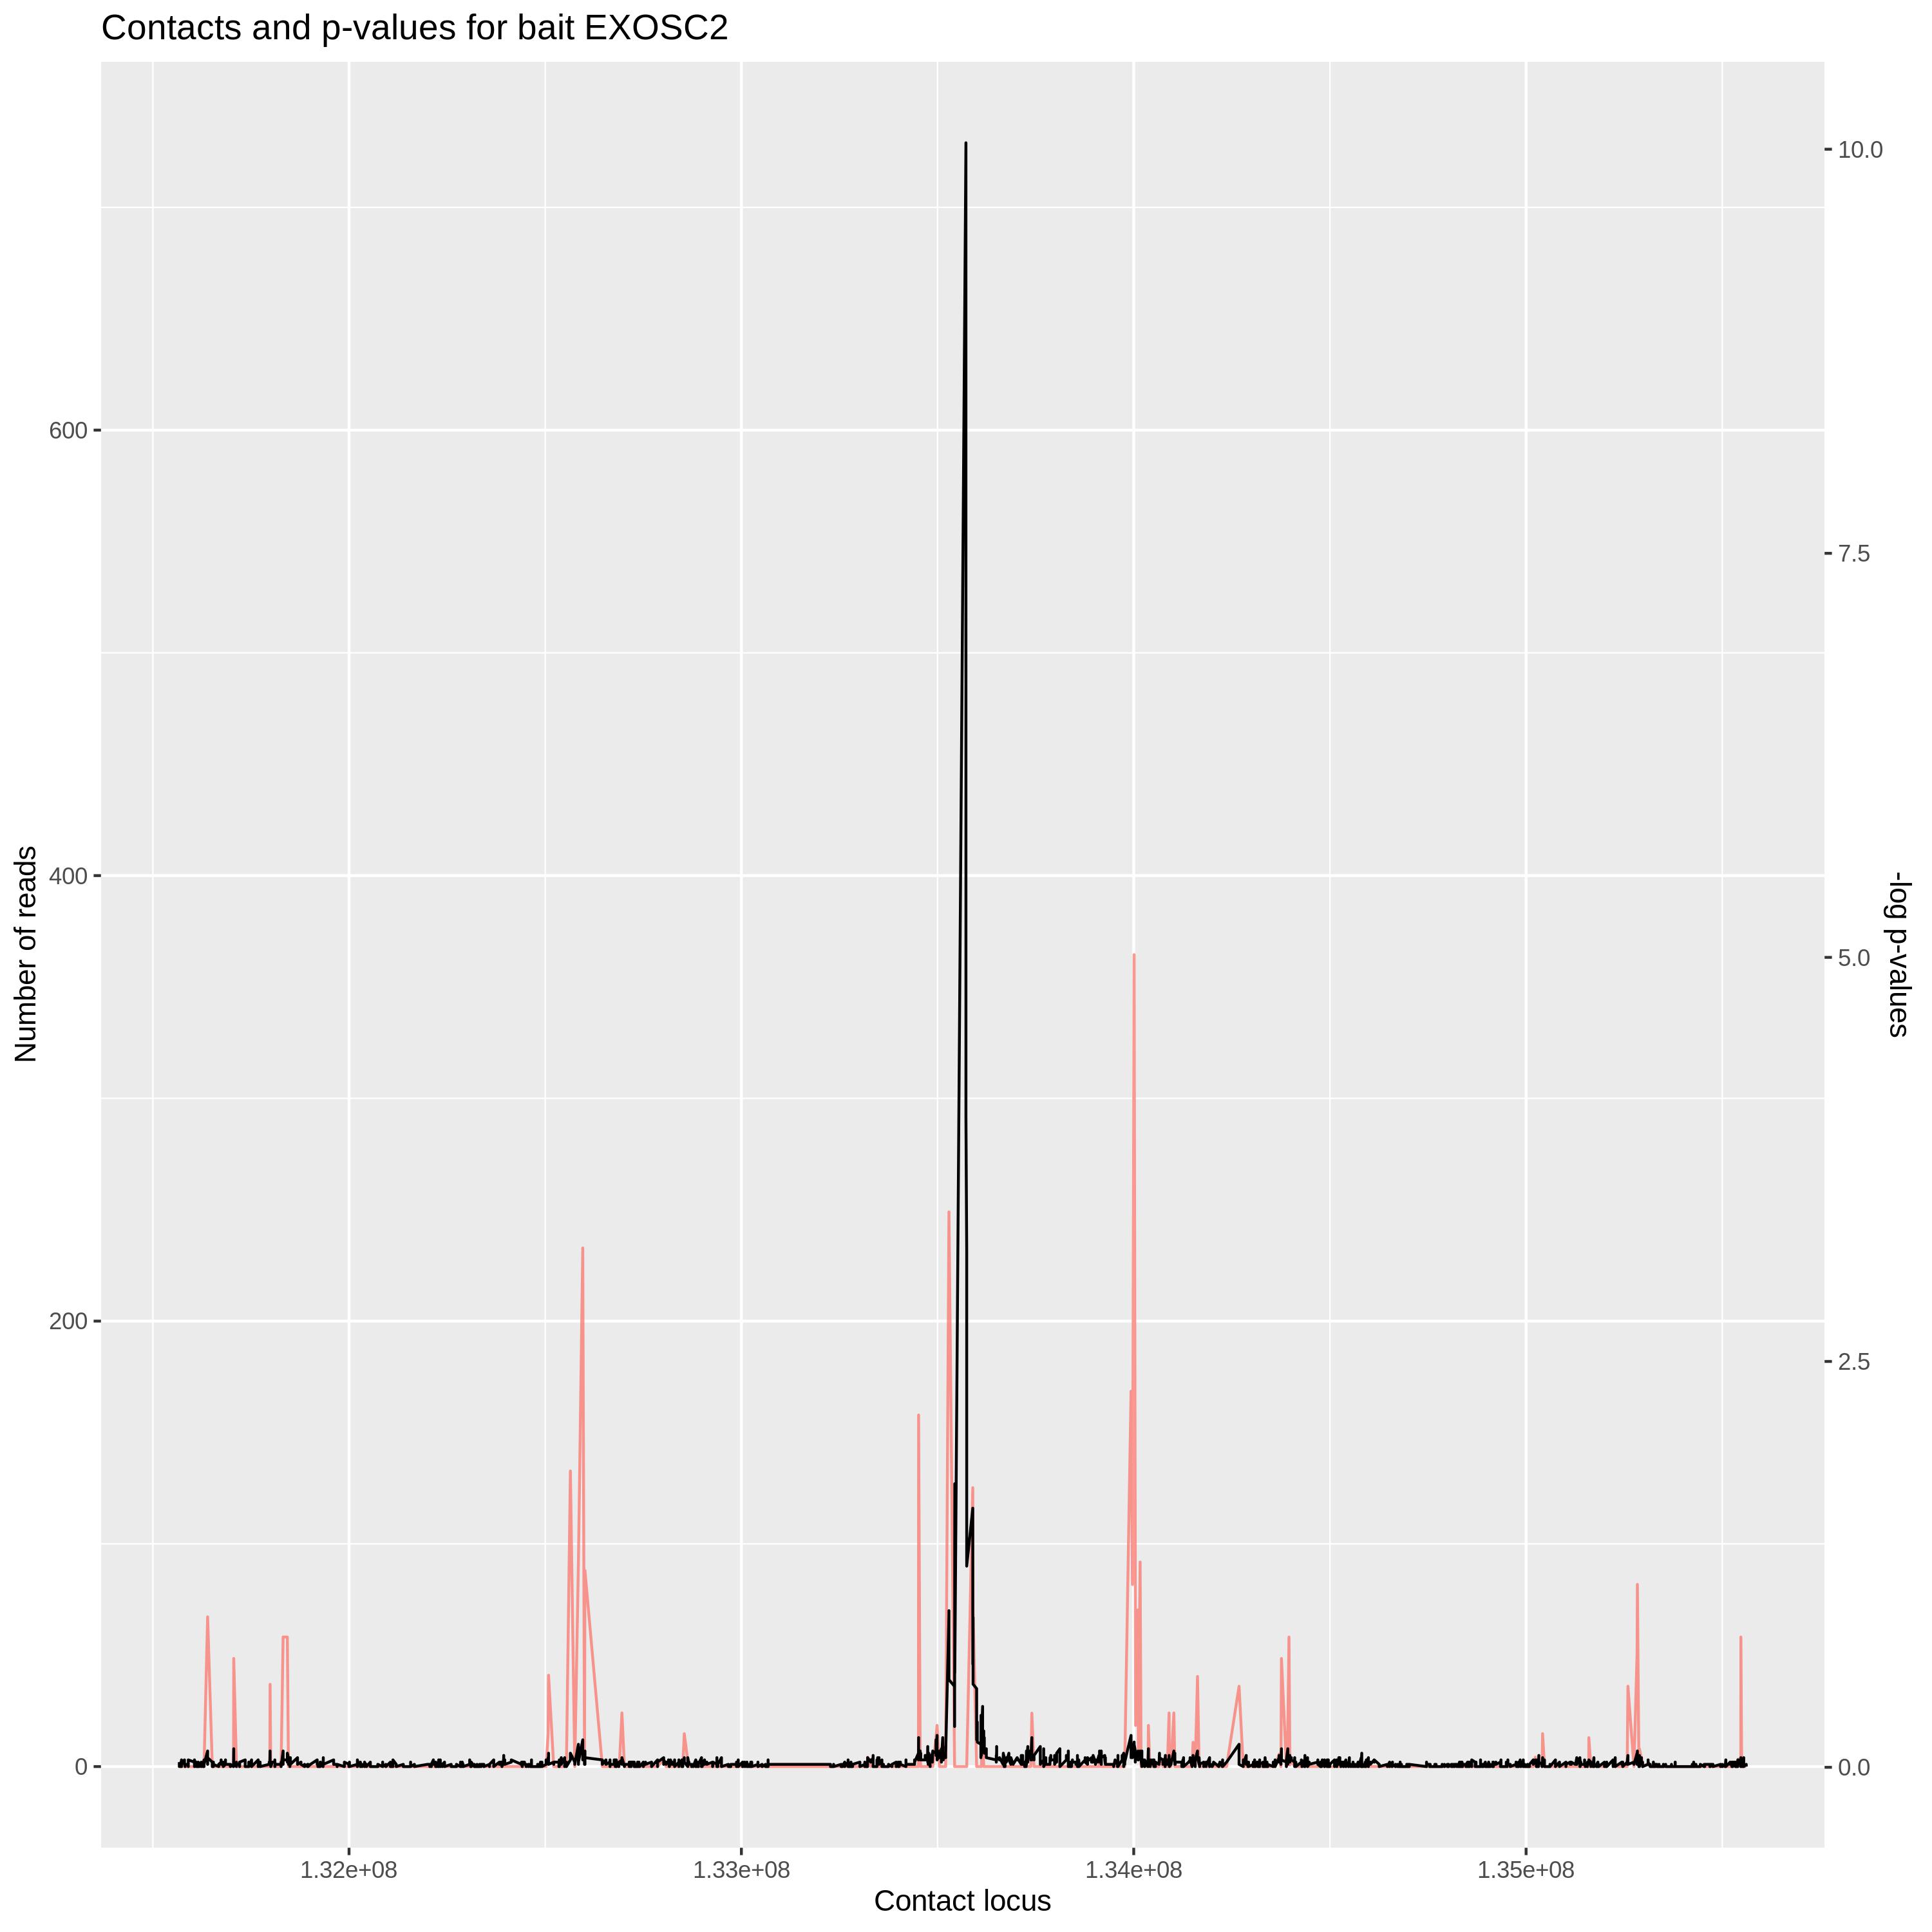 Contacts and p-values for bait EXOSC2
Number of reads
600
400
200
0
10.0
7.5
5.0
2.5
0.0
-log p-values
1.32e+08
1.33e+08
1.34e+08
1.35e+08
Contact locus